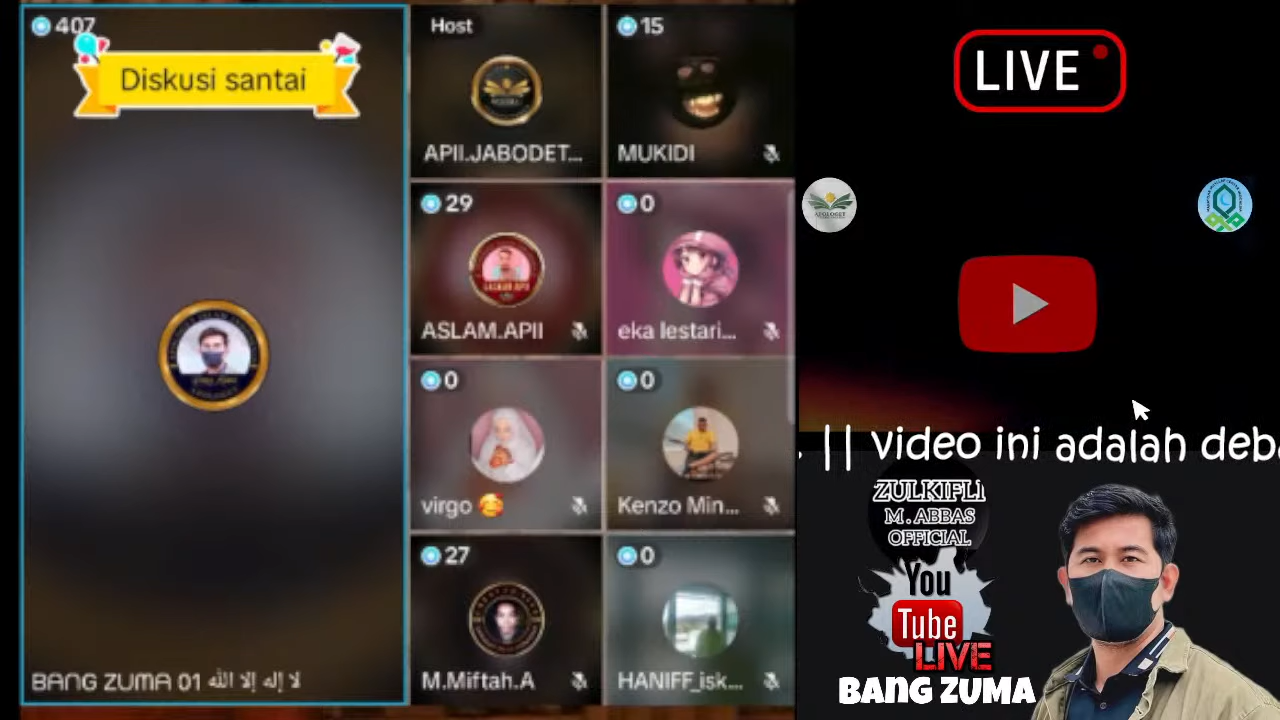 407
Diskusi santai
BANG ZUMA 01 لا إله إلا الله
Host
APII.JABODET...
15
MUKIDI
29
ASLAM.APII
0
eka lestari...
0
virgo 🥰
0
Kenzo Min...
27
M.Miftah.A
0
HANIFF_isk...
LIVE
APOLOGET
. || video ini adalah deba
ZULKIFLI
M. ABBAS
OFFICIAL
You
Tube
LIVE
BANG ZUMA